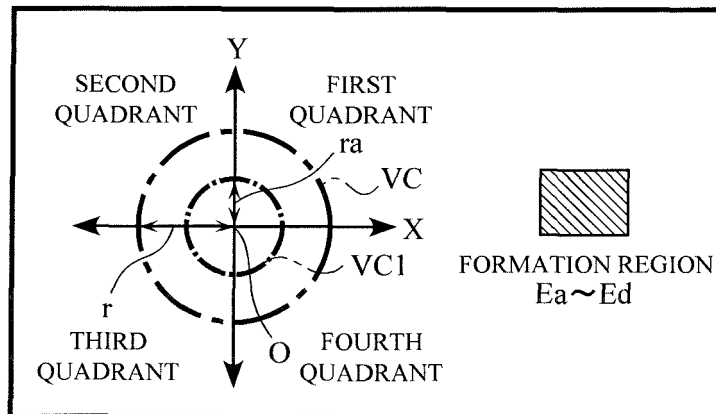 Y
SECOND
QUADRANT
FIRST
QUADRANT
ra
VC
X
VC1
FORMATION REGION
Ea～Ed
r
THIRD
QUADRANT
O
FOURTH
QUADRANT